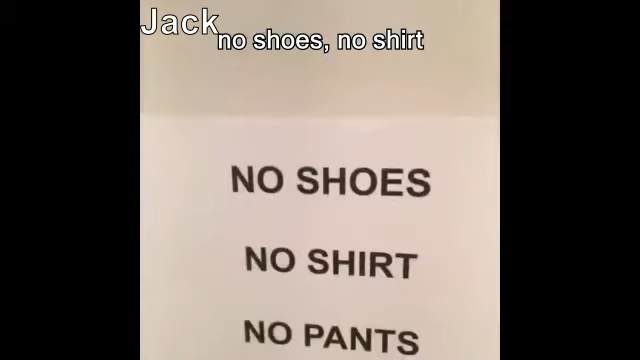 Jack
no shoes, no shirt
NO SHOES
NO SHIRT
NO PANTS